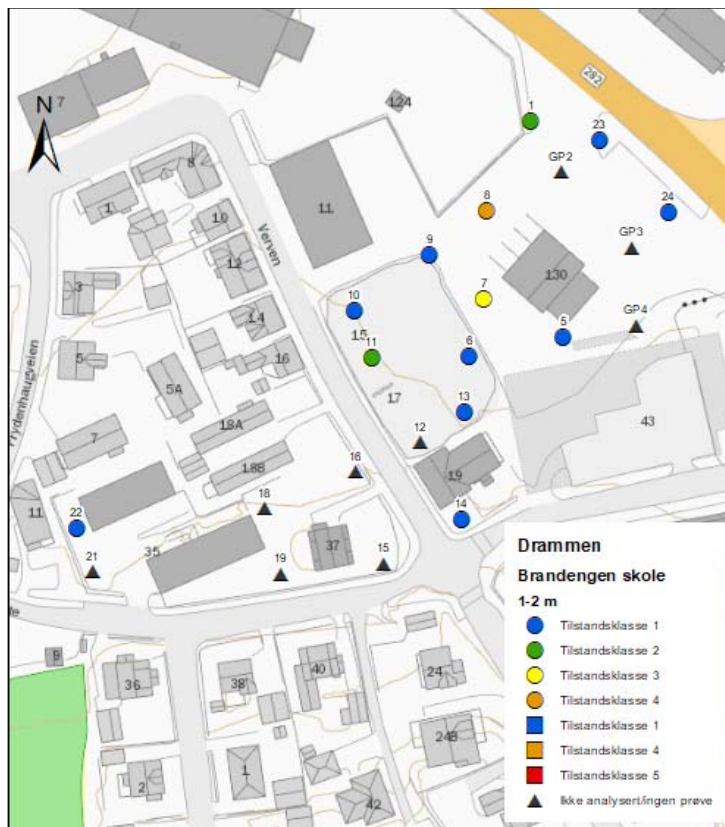 282
7
N
124
1
23
8
GP2
1
8
24
10
11
Verven
GP3
12
9
130
3
7
10
GP4
14
5
15
6
5
16
11
5A
17
13
43
18A
12
7
16
18B
19
11
18
14
22
37
35
21
19
15
9
36
38
40
24
24B
2
1
42
Drammen
Brandengen skole
1-2 m
Tilstandsklasse 1
Tilstandsklasse 2
Tilstandsklasse 3
Tilstandsklasse 4
Tilstandsklasse 1
Tilstandsklasse 4
Tilstandsklasse 5
Ikke analysert/ingen prøve